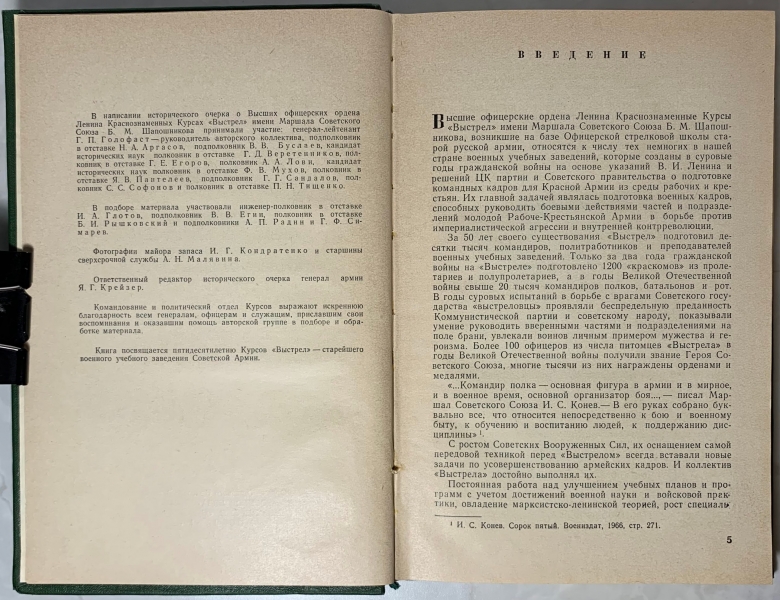 В написании исторического очерка о Высших офицерских ордена
Ленина Краснознаменных Курсах «Выстрел» имени Маршала Советского
Союза Б. М. Шапошникова принимали участие: генерал-лейтенант
Г. П. Голофаст — руководитель авторского коллектива, подполковник
в отставке Н. А. Аргасов, подполковник В. В. Буслаев, кандидат
исторических наук полковник в отставке Г. Д. Веретенников, пол-
ковник в отставке Г. Е. Егоров, полковник А. А. Лови, кандидат
исторических наук полковник в отставке Ф. В. Мухов, полковник в
отставке Я. В. Пантелеев, подполковник Г. Г. Сандалов, пол-
ковник С. С. Софонов и полковник в отставке П. Н. Тищенко.
В подборе материала участвовали инженер-полковник в отставке
И. А. Глотов, подполковник В. В. Егин, полковник в отставке
Б. И. Рышковский и подполковники А. П. Радин и Г. Ф. Си-
марев.
Фотографии майора запаса И. Г. Кондратенко и старшины
сверхсрочной службы А. Н. Малявина.
Ответственный редактор исторического очерка генерал армии
Я. Г. Крейзер.
Командование и политический отдел Курсов выражают искреннюю
благодарность всем генералам, офицерам и служащим, приславшим свои
воспоминания и оказавшим помощь авторской группе в подборе и обра-
ботке материала.
Книга посвящается пятидесятилетию Курсов «Выстрел» — старейшего
военного учебного заведения Советской Армии.
ВВЕДЕНИЕ
Высшие офицерские ордена Ленина Краснознаменные Курсы
«Выстрел» имени Маршала Советского Союза Б. М. Шапош-
никова, возникшие на базе Офицерской стрелковой школы ста-
рой русской армии, относятся к числу тех немногих в нашей
стране военных учебных заведений, которые созданы в суровые
годы гражданской войны на основе указаний В. И. Ленина и
решений ЦК партии и Советского правительства о подготовке
командных кадров для Красной Армии из среды рабочих и кре-
стьян. Их главной задачей являлась подготовка военных кадров,
способных руководить боевыми действиями частей и подразде-
лений молодой Рабоче-Крестьянской Армии в борьбе против
империалистической агрессии и внутренней контрреволюции.
За 50 лет своего существования «Выстрел» подготовил де-
сятки тысяч командиров, политработников и преподавателей
военных учебных заведений. Только за два года гражданской
войны на «Выстреле» подготовлено 1200 «краскомов» из проле-
тариев и полупролетариев, а в годы Великой Отечественной
войны свыше 20 тысяч командиров полков, батальонов и рот.
В годы суровых испытаний в борьбе с врагами Советского госу-
дарства «выстреловцы» проявляли беспредельную преданность
Коммунистической партии и советскому народу, показывали
умение руководить вверенными частями и подразделениями на
поле брани, увлекали воинов личным примером мужества и ге-
роизма. Более 100 офицеров из числа питомцев «Выстрела» в
годы Великой Отечественной войны получили звание Героя Со-
ветского Союза, многие тысячи из них награждены орденами и
медалями.
«...Командир полка — основная фигура в армии и в мирное,
и в военное время, основной организатор боя..., — писал Мар-
шал Советского Союза И. С. Конев. — В его руках собрано бук-
вально все, что относится непосредственно к бою и военному
быту, к обучению и воспитанию людей, к поддержанию дис-
циплины» ¹.
С ростом Советских Вооруженных Сил, их оснащением самой
передовой техникой перед «Выстрелом» всегда вставали новые
задачи по усовершенствованию армейских кадров. И коллектив
«Выстрела» достойно выполнял их.
Постоянная работа над улучшением учебных планов и про-
грамм с учетом достижений военной науки и войсковой прак-
тики, овладение марксистско-ленинской теорией, рост специаль-
¹ И. С. Конев. Сорок пятый. Воениздат, 1966, стр. 271.
5